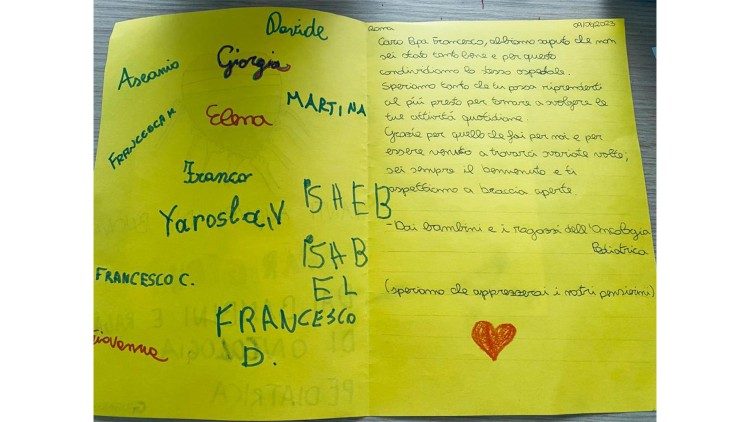 Davide
Giorgia
Ascanio
MARTINA
FRANCESCA M
Elena
Franco
ISAEB
Yaroslav
ISAB
EL
FRANCESCO C.
FRANCESCO
D.
Giovanna
Roma 09/06/2023
Caro Papa Francesco, abbiamo saputo che non
sei stato tanto bene e per questo
condividiamo lo stesso ospedale.
Speriamo tanto che tu possa riprenderti
al più presto per tornare a svolgere le
tue attività quotidiane.
Grazie per quello che fai per noi e per
essere venuto a trovarci svariate volte;
sei sempre il benvenuto e ti
aspettiamo a braccia aperte.
-Dai bambini e i ragazzi dell'Oncologia
Pediatrica
(speriamo che apprezzerai i nostri pensierini)
DI ONCOLOGIA
PEDIATRICA